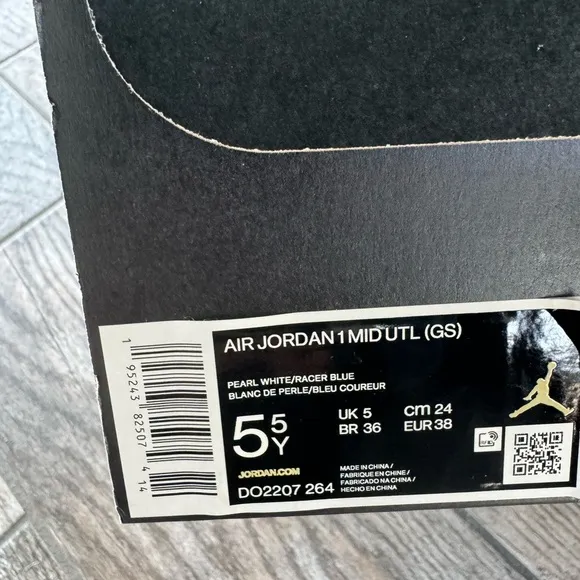 AIR JORDAN 1 MID UTL (GS)
PEARL WHITE/RACER BLUE
BLANC DE PERLE/BLEU COUREUR
5 5 Y
UK 5 cm 24
BR 36 EUR 38
JORDAN.COM
DO2207 264
MADE IN CHINA /
FABRIQUÉ EN CHINE /
FABRICADO NA CHINA /
HECHO EN CHINA
RFID
1 95243 82507 4 14